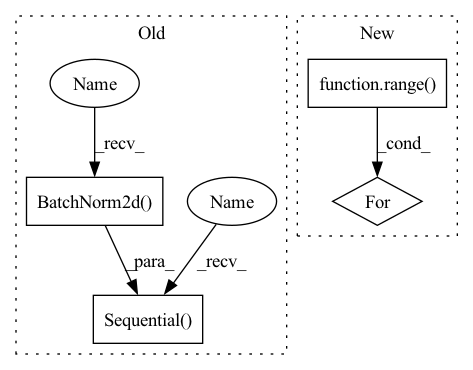 Old
New
Name
function.range()
_recv_
_cond_
BatchNorm2d()
Name
For
_para_
_recv_
Sequential()